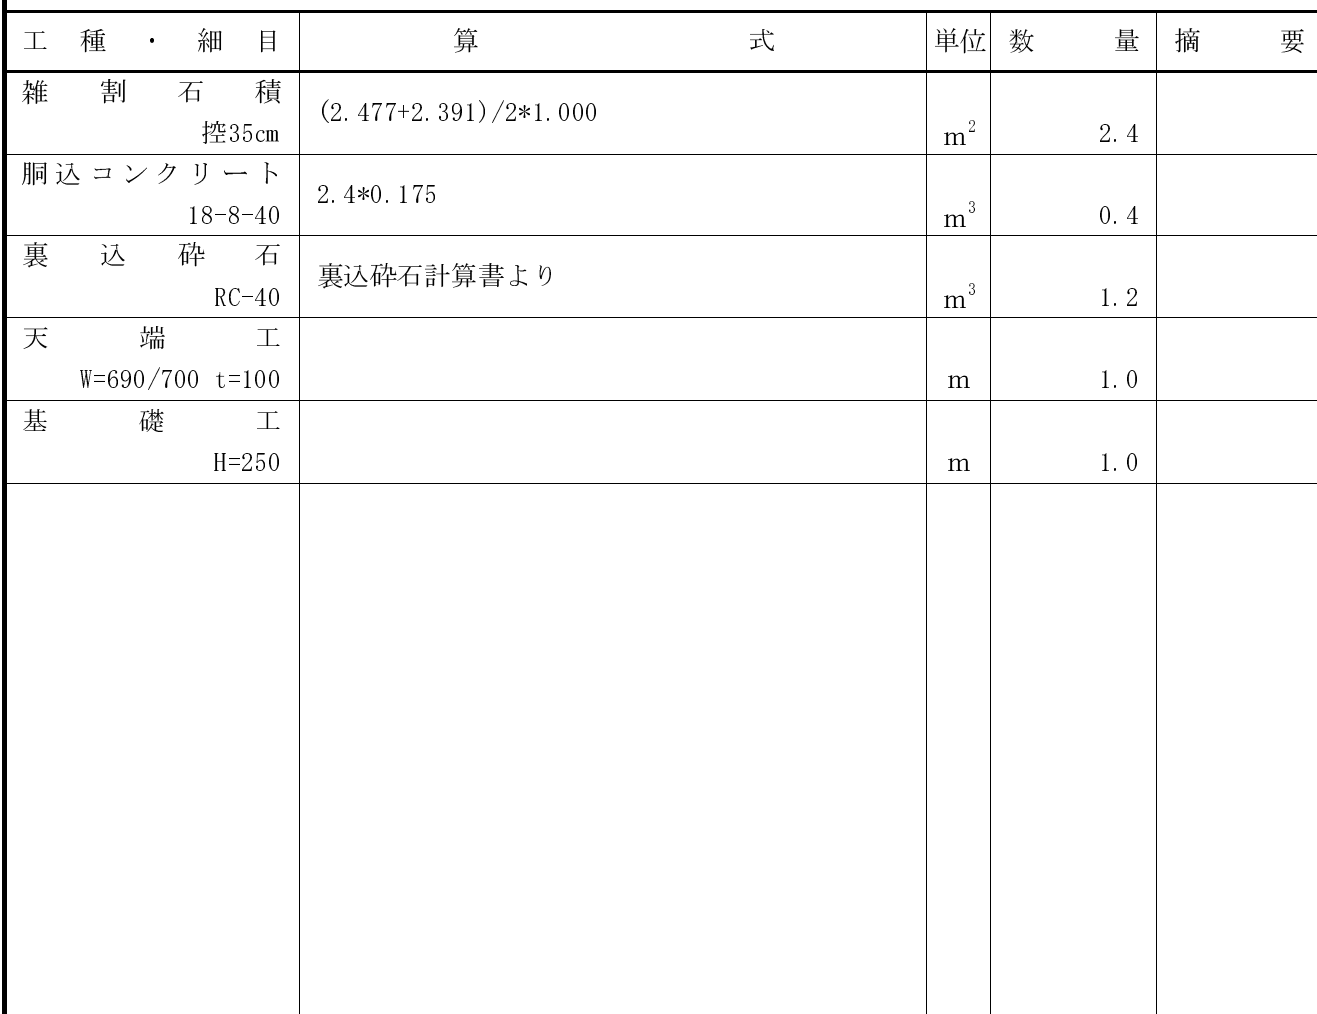 工種・細目 算式 単位 数量 摘要
雑割石積
控35cm (2.477+2.391)/2*1.000 m² 2.4
胴込コンクリート
18-8-40 2.4*0.175 m³ 0.4
裏込砕石
RC-40 裏込砕石計算書より m³ 1.2
天端工
W=690/700 t=100 m 1.0
基礎工
H=250 m 1.0